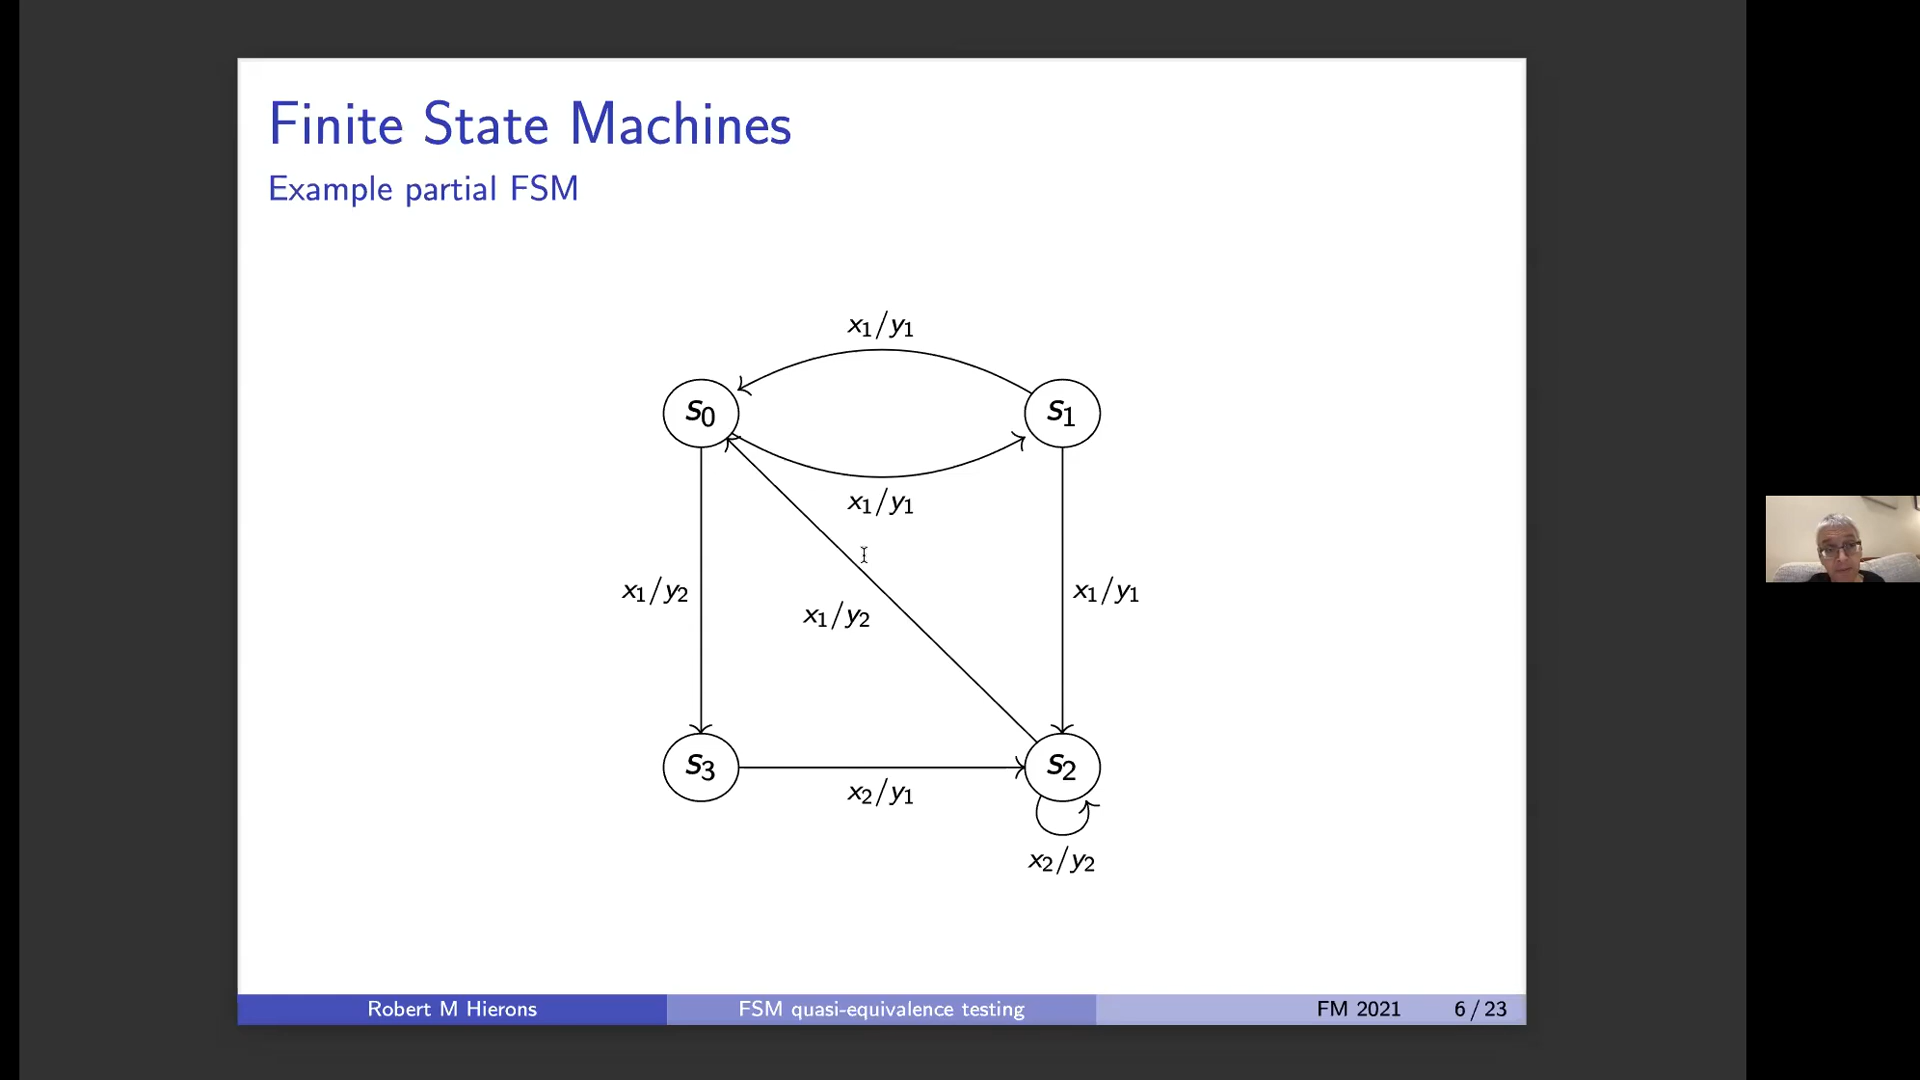 Finite State Machines
Example partial FSM
x₁/y₁
s₀
s₁
x₁/y₁
x₁/y₂
x₁/y₂
x₁/y₁
s₃
s₂
x₂/y₁
x₂/y₂
Robert M Hierons
FSM quasi-equivalence testing
FM 2021
6 / 23